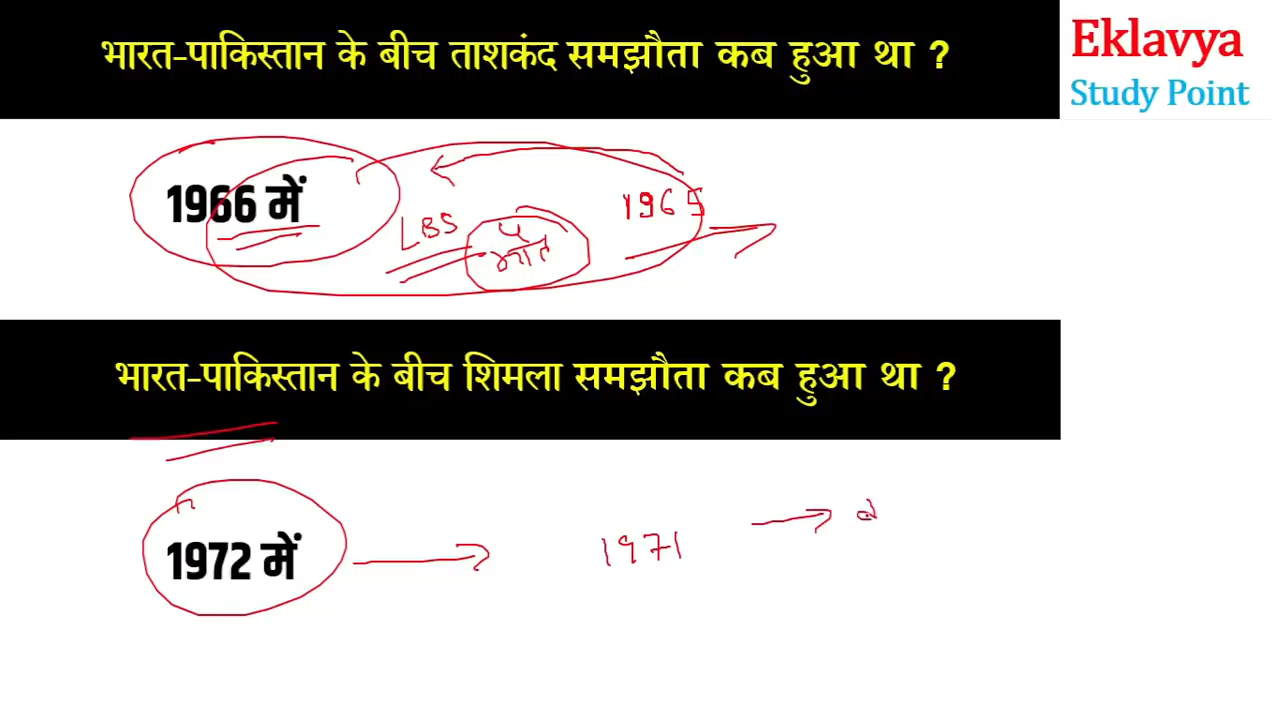 भारत-पाकिस्तान के बीच ताशकंद समझौता कब हुआ था ?
Eklavya
Study Point
1966 में
LBS
1965
भारत-पाकिस्तान के बीच शिमला समझौता कब हुआ था ?
1972 में
1971